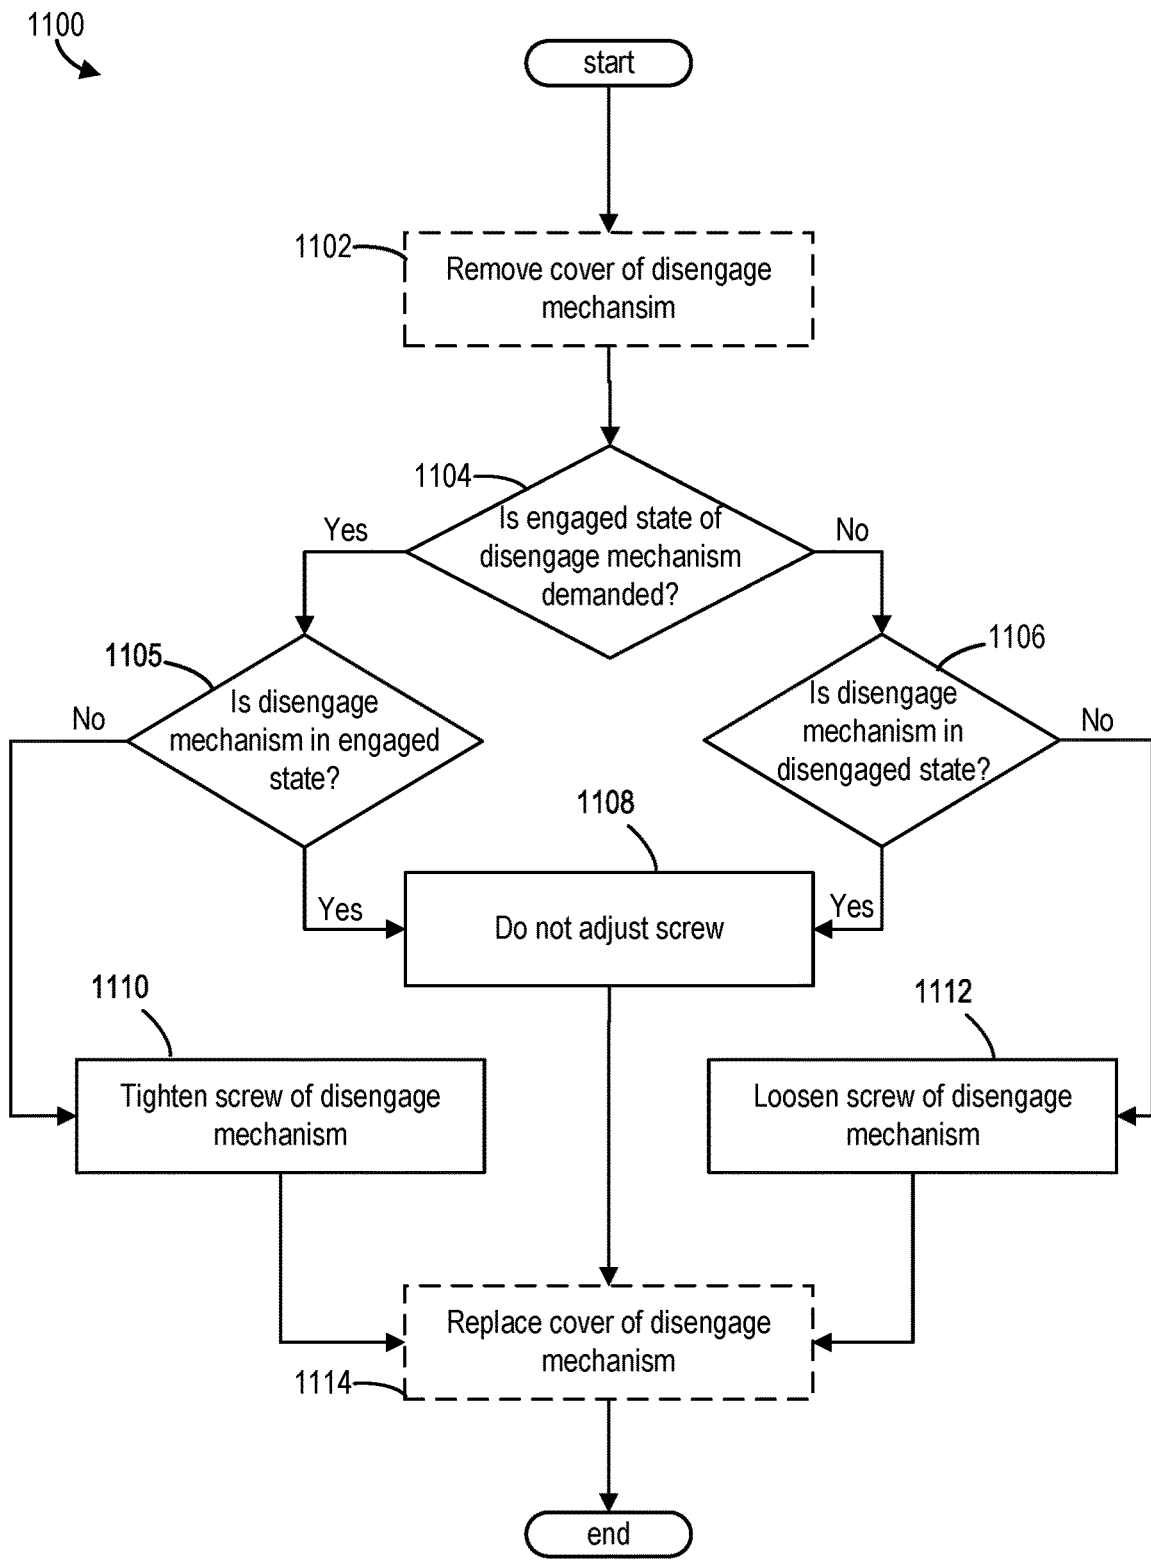 1100
start
1102
Remove cover of disengage
mechansim
1104
Is engaged state of
disengage mechanism
demanded?
Yes
No
1105
Is disengage
mechanism in engaged
state?
No
Yes
1106
Is disengage
mechanism in
disengaged state?
No
Yes
1108
Do not adjust screw
1110
Tighten screw of disengage
mechanism
1112
Loosen screw of disengage
mechanism
Replace cover of disengage
mechanism
1114
end